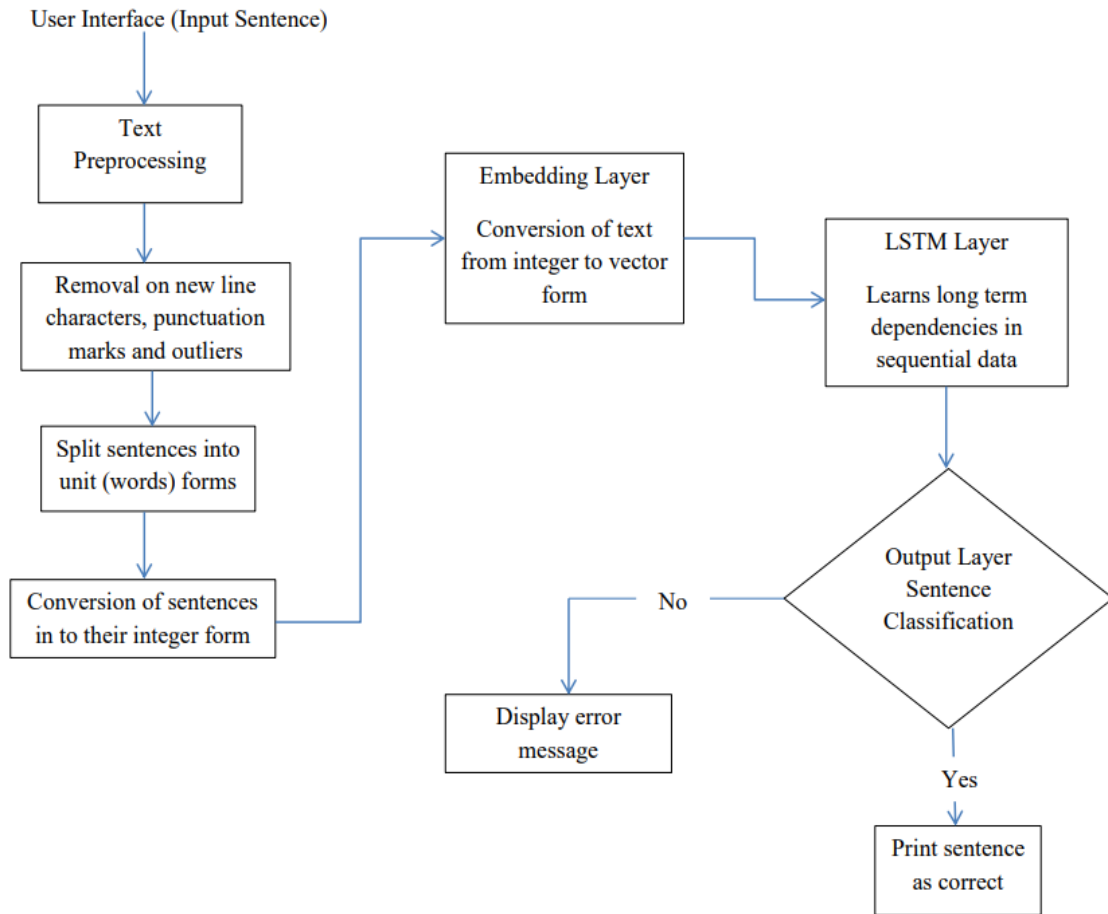 User Interface (Input Sentence)
Text
Preprocessing
Removal on new line
characters, punctuation
marks and outliers
Split sentences into
unit (words) forms
Conversion of sentences
in to their integer form
Embedding Layer
Conversion of text
from integer to vector
form
LSTM Layer
Learns long term
dependencies in
sequential data
Output Layer
Sentence
Classification
No
Display error
message
Yes
Print sentence
as correct